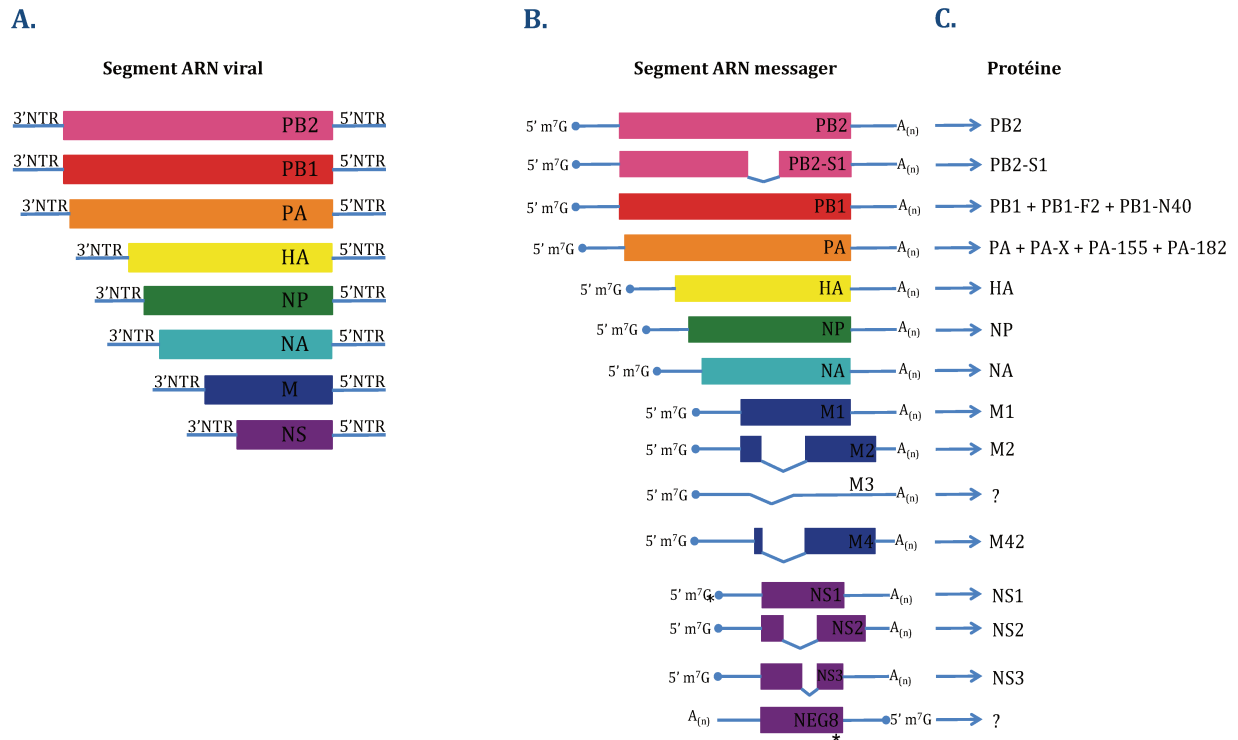 A.
B.
C.
Segment ARN viral
Segment ARN messager
Protéine
3'NTR PB2 5'NTR
3'NTR PB1 5'NTR
3'NTR PA 5'NTR
3'NTR HA 5'NTR
3'NTR NP 5'NTR
3'NTR NA 5'NTR
3'NTR M 5'NTR
3'NTR NS 5'NTR
5' m⁷G PB2 A(n) PB2
5' m⁷G PB2-S1 A(n) PB2-S1
5' m⁷G PB1 A(n) PB1 + PB1-F2 + PB1-N40
5' m⁷G PA A(n) PA + PA-X + PA-155 + PA-182
5' m⁷G HA A(n) HA
5' m⁷G NP A(n) NP
5' m⁷G NA A(n) NA
5' m⁷G M1 A(n) M1
5' m⁷G M2 A(n) M2
5' m⁷G M3 A(n) ?
5' m⁷G M4 A(n) M42
5' m⁷G* NS1 A(n) NS1
5' m⁷G NS2 A(n) NS2
5' m⁷G NS3 A(n) NS3
A(n) NEG8 5' m⁷G ?
*